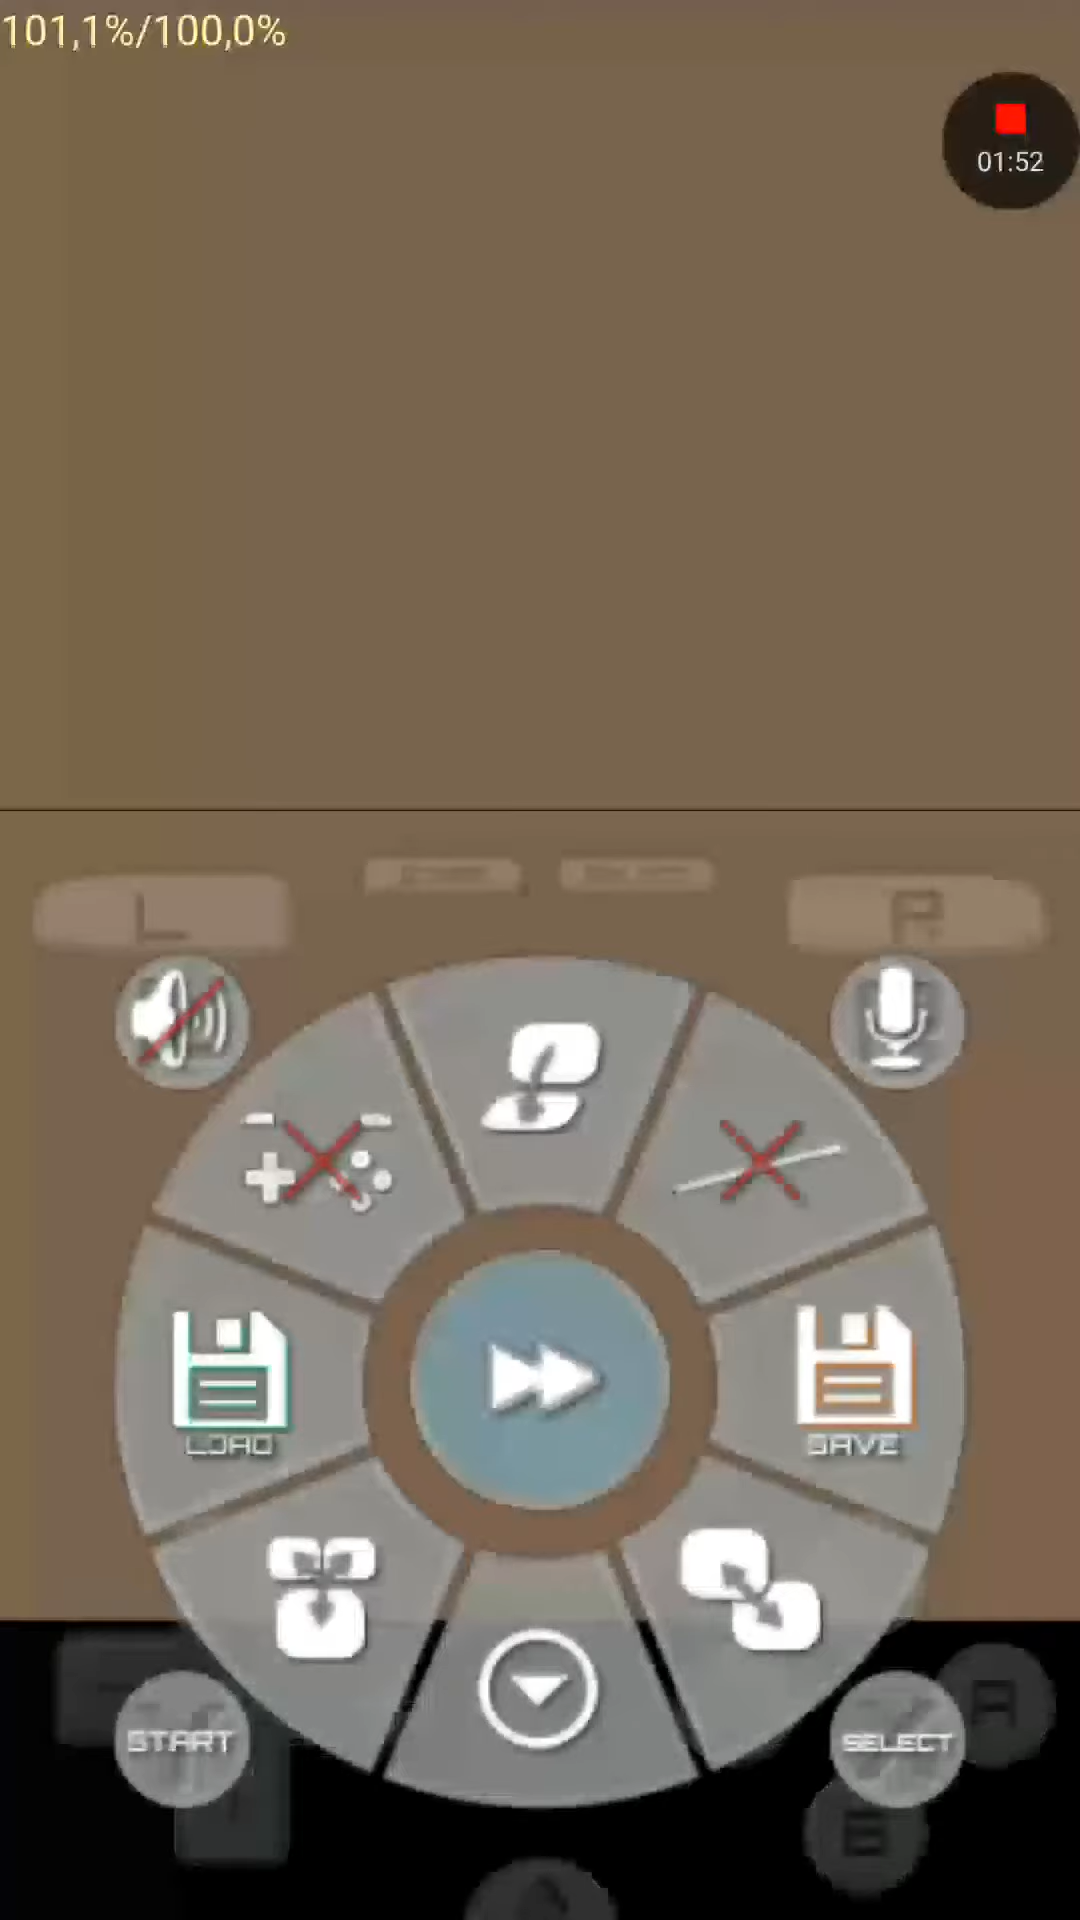 101,1%/100,0%
01:52
L
R
LOAD
SAVE
START
SELECT
A
B